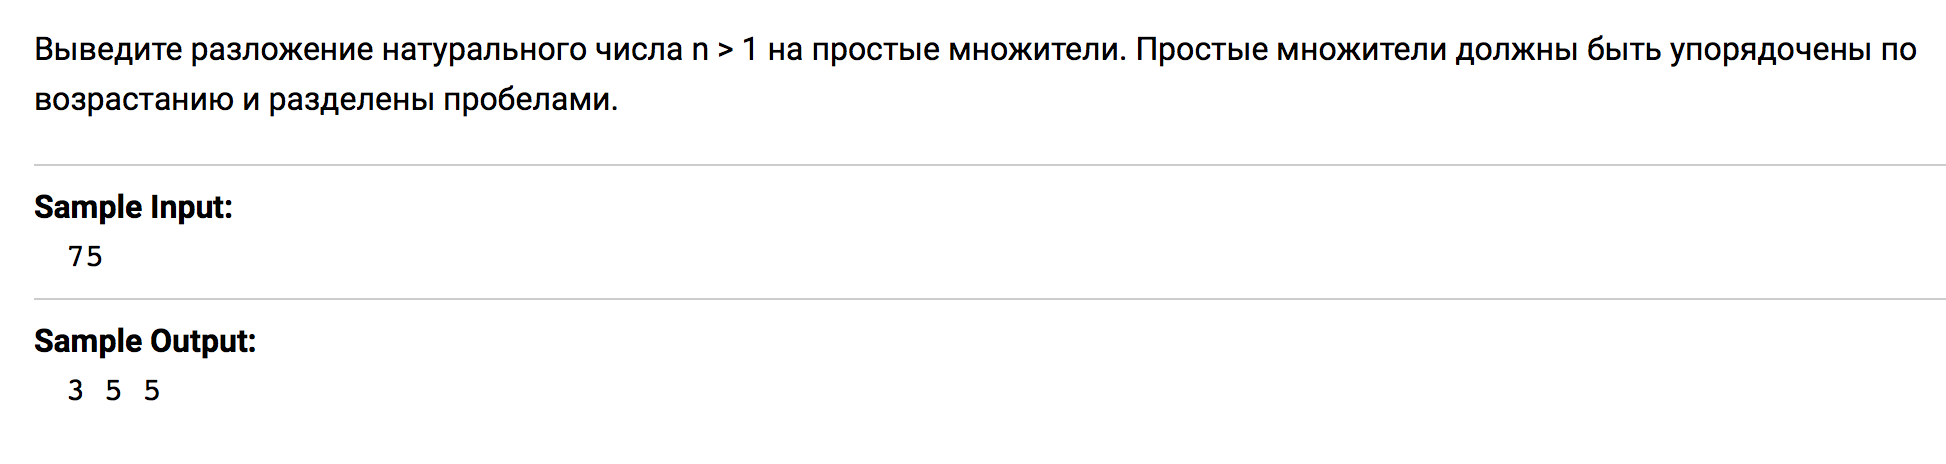 Выведите разложение натурального числа n > 1 на простые множители. Простые множители должны быть упорядочены по
возрастанию и разделены пробелами.
Sample Input:
75
Sample Output:
3 5 5